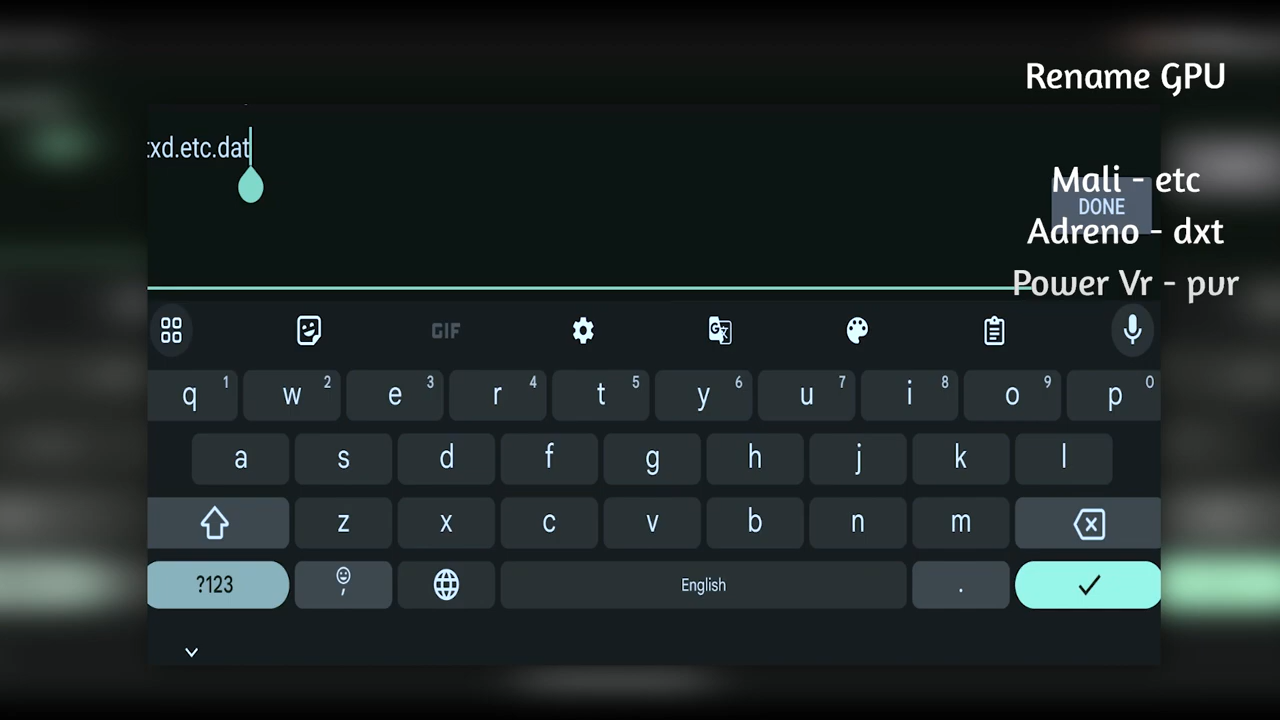 Rename GPU
txd.etc.dat
Mali - etc
DONE
Adreno - dxt
Power Vr - pvr
GIF
q 1 w 2 e 3 r 4 t 5 y 6 u 7 i 8 o 9 p 0
a s d f g h j k l
z x c v b n m
?123 , English .